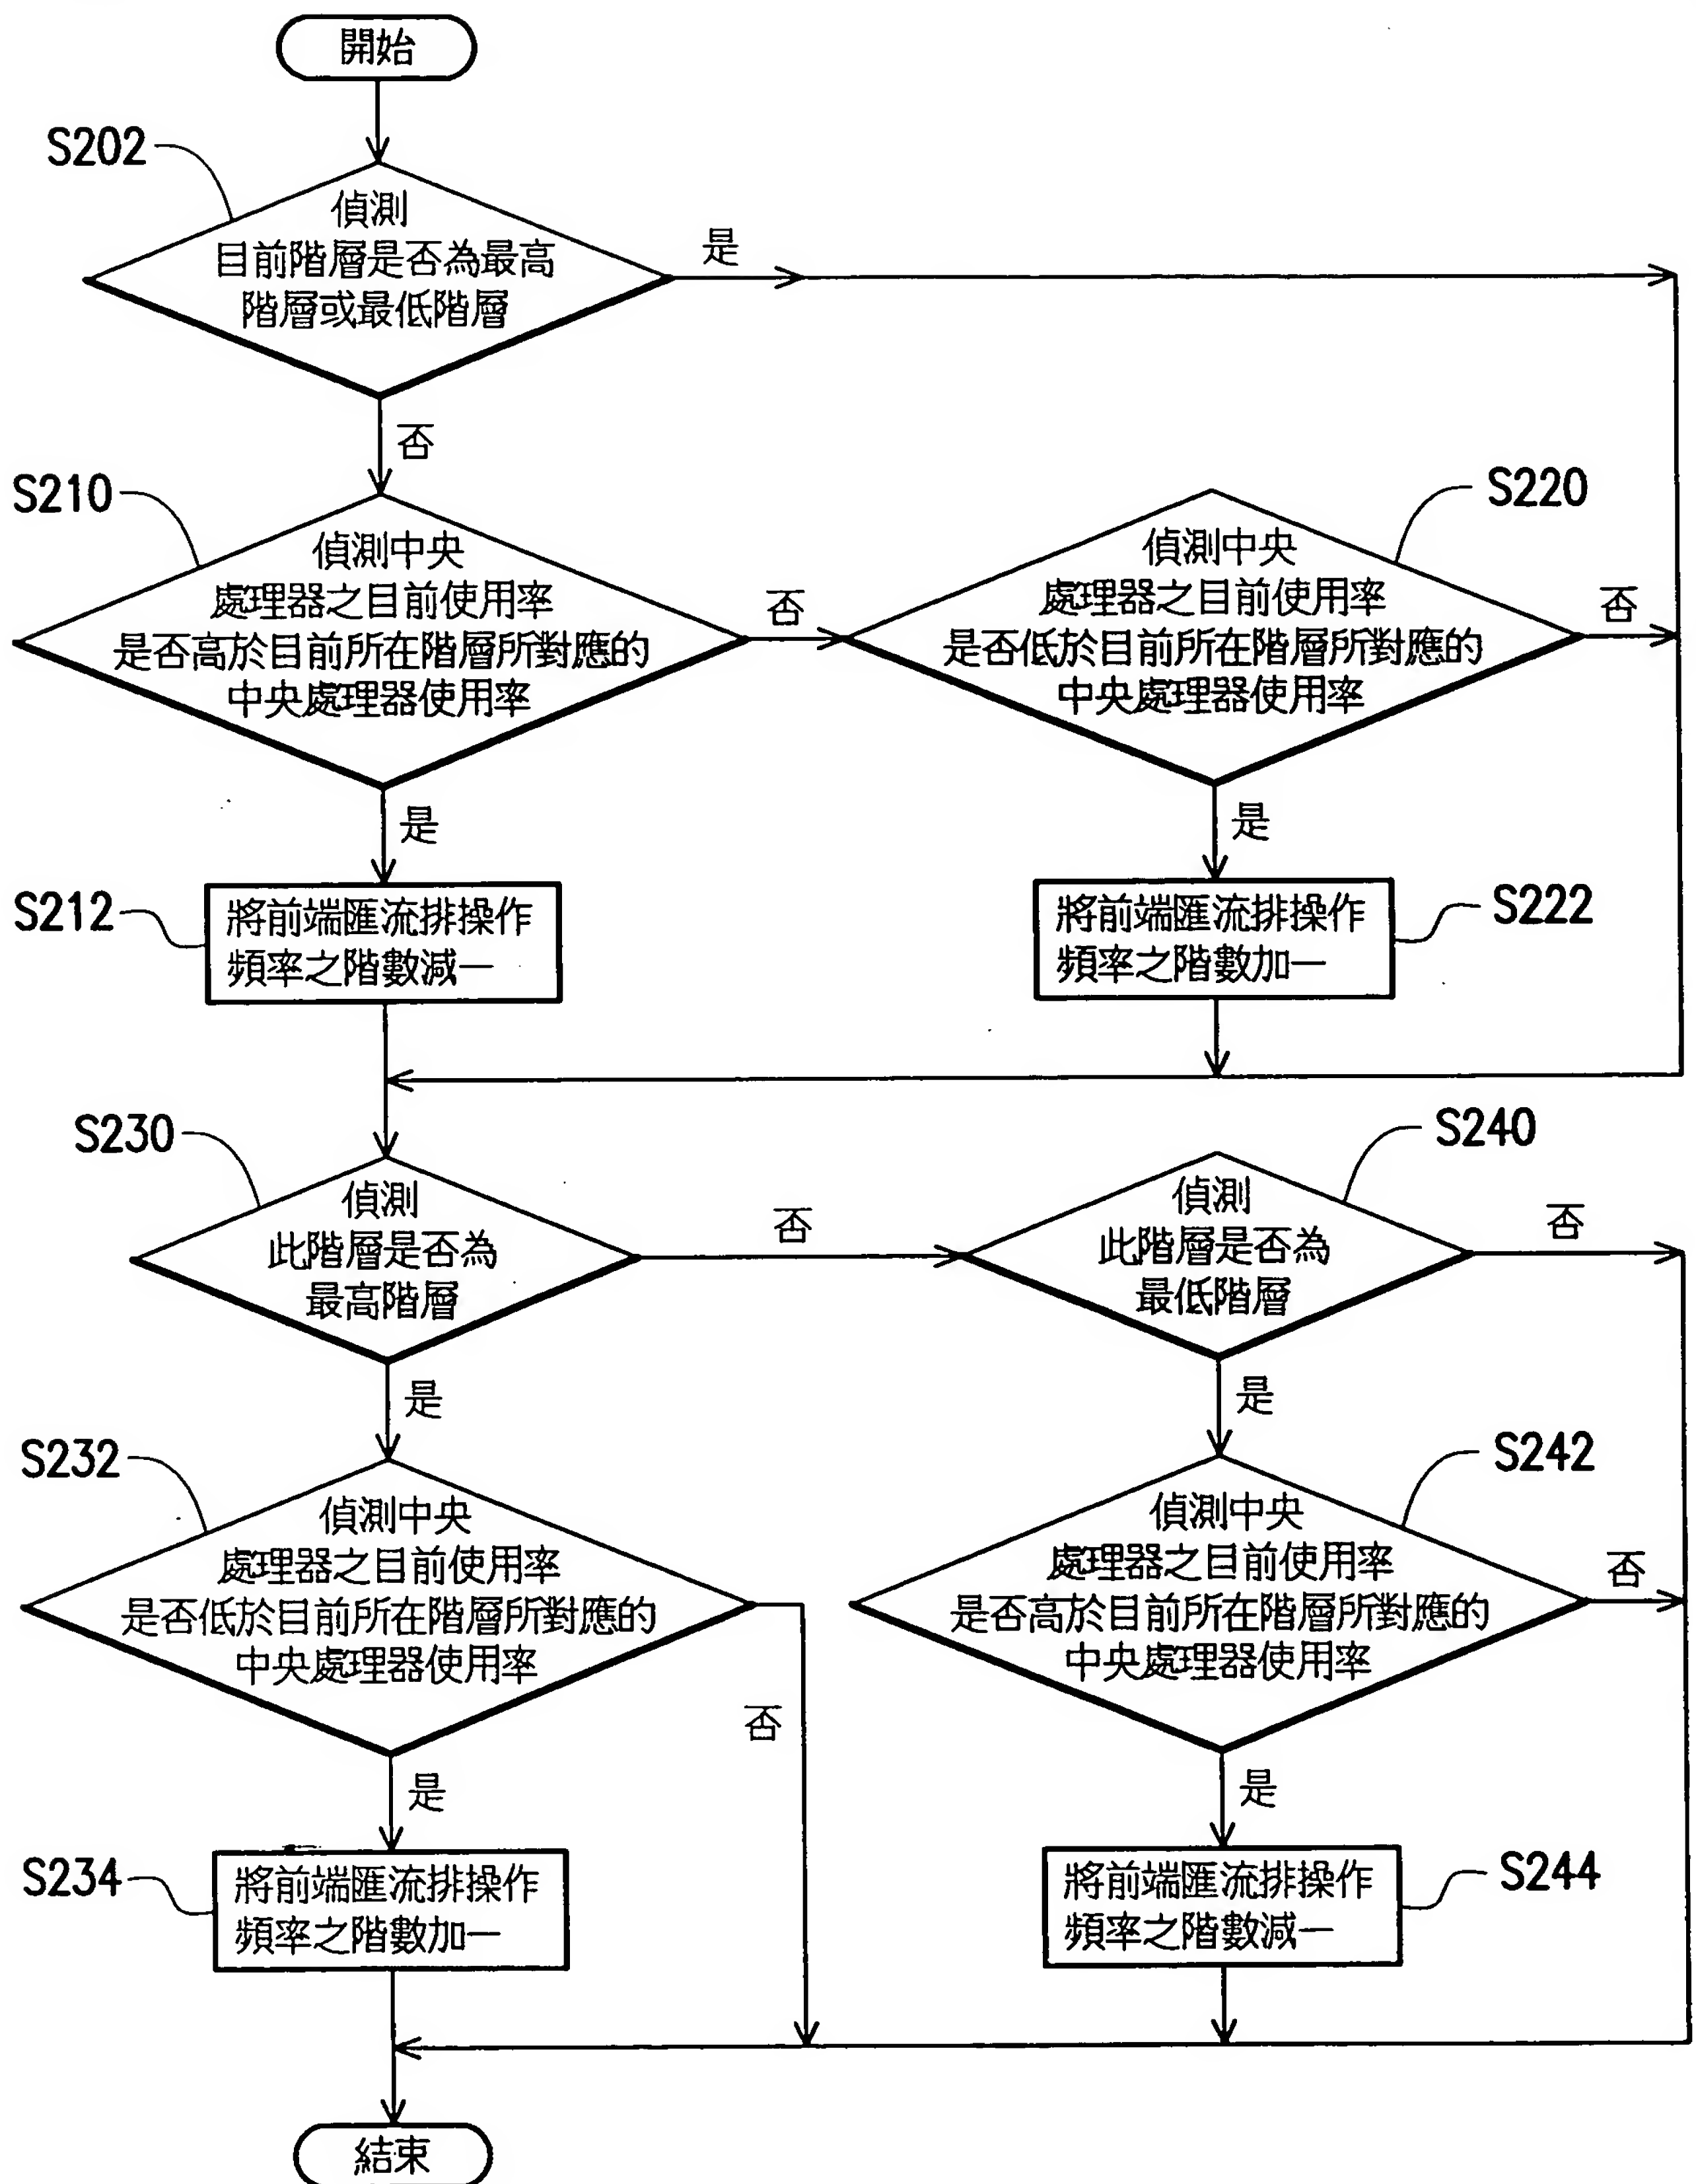 開始
S202
偵測
目前階層是否為最高
階層或最低階層
是
否
S210
偵測中央
處理器之目前使用率
是否高於目前所在階層所對應的
中央處理器使用率
否
S220
偵測中央
處理器之目前使用率
是否低於目前所在階層所對應的
中央處理器使用率
否
是
是
S212
將前端匯流排操作
頻率之階數減一
S222
將前端匯流排操作
頻率之階數加一
S230
偵測
此階層是否為
最高階層
否
S240
偵測
此階層是否為
最低階層
否
是
是
S232
偵測中央
處理器之目前使用率
是否低於目前所在階層所對應的
中央處理器使用率
否
S242
偵測中央
處理器之目前使用率
是否高於目前所在階層所對應的
中央處理器使用率
否
是
是
S234
將前端匯流排操作
頻率之階數加一
S244
將前端匯流排操作
頻率之階數減一
結束